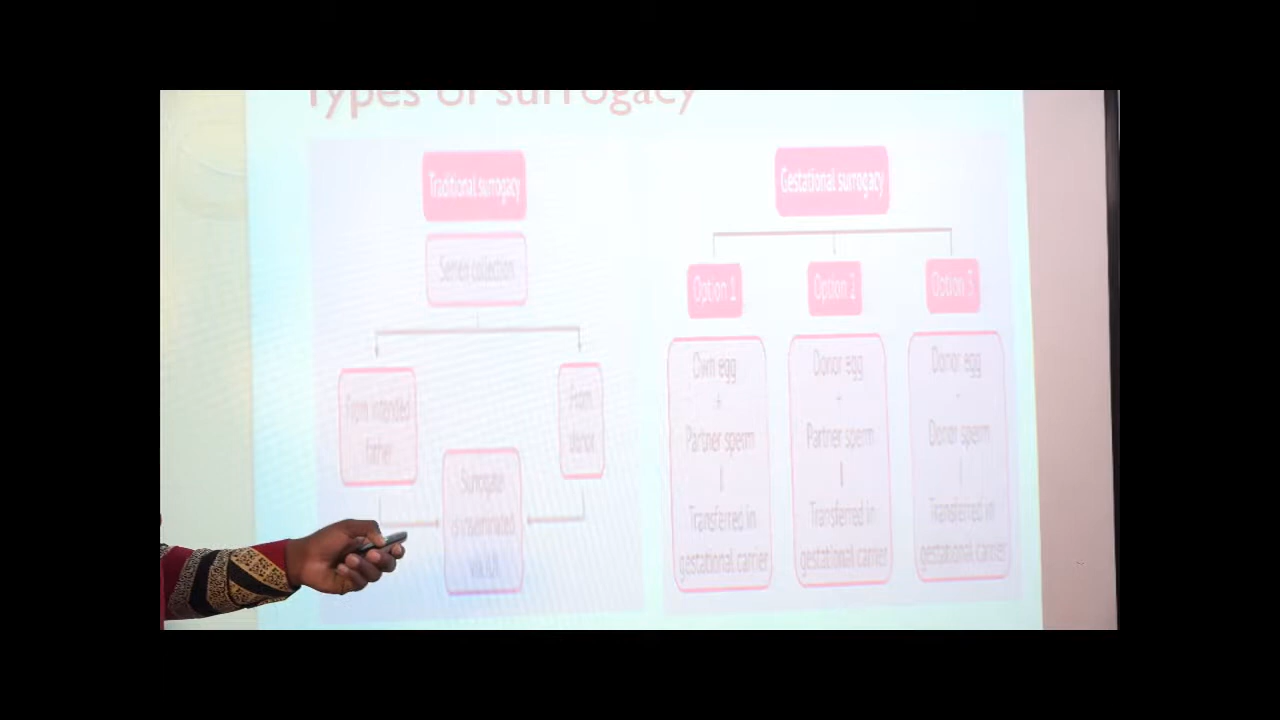 Types of surrogacy
Traditional surrogacy
Semen collection
From intended
father
From
donor
Surrogate
is inseminated
via IUI
Gestational surrogacy
Option 1
Own egg
+
Partner sperm
Transferred in
gestational carrier
Option 2
Donor egg
+
Partner sperm
Transferred in
gestational carrier
Option 3
Donor egg
+
Donor sperm
Transferred in
gestational carrier